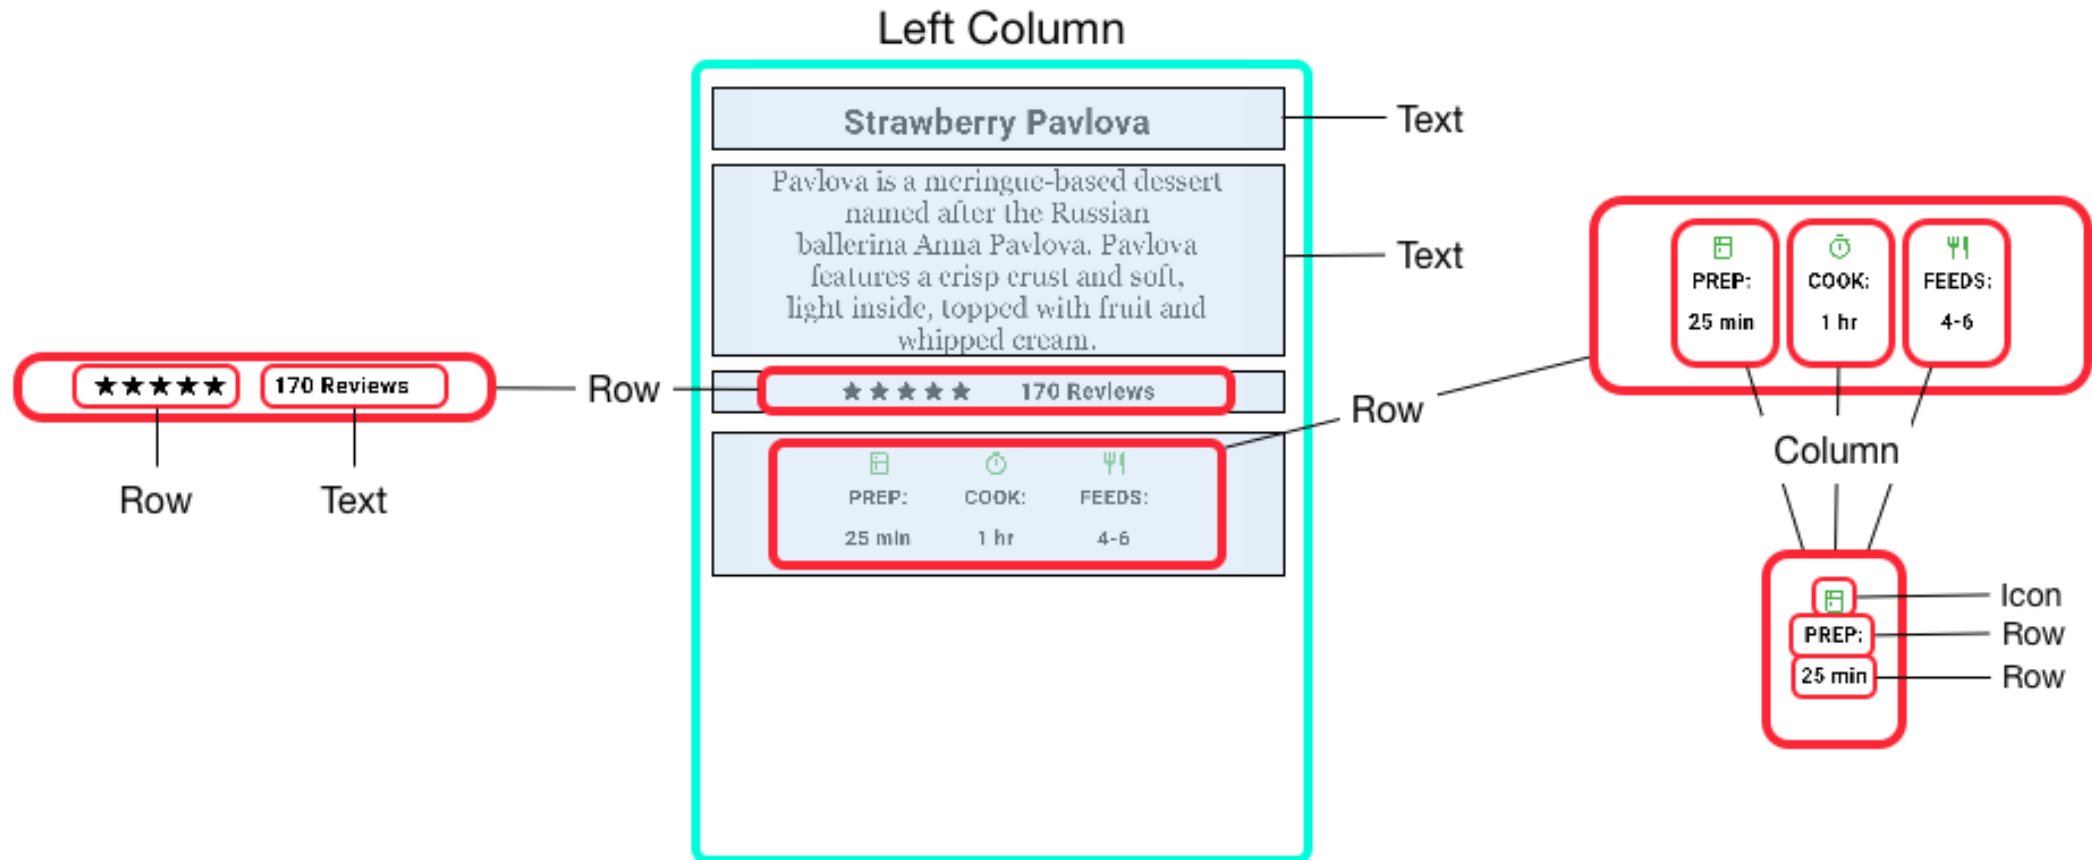 Left Column
Strawberry Pavlova
Text
Pavlova is a meringue-based dessert
named after the Russian
ballerina Anna Pavlova. Pavlova
features a crisp crust and soft,
light inside, topped with fruit and
whipped cream.
Text
170 Reviews
Row
Text
Row
170 Reviews
PREP:
COOK:
FEEDS:
25 min
1 hr
4-6
Row
PREP:
COOK:
FEEDS:
25 min
1 hr
4-6
Column
Icon
PREP:
Row
25 min
Row